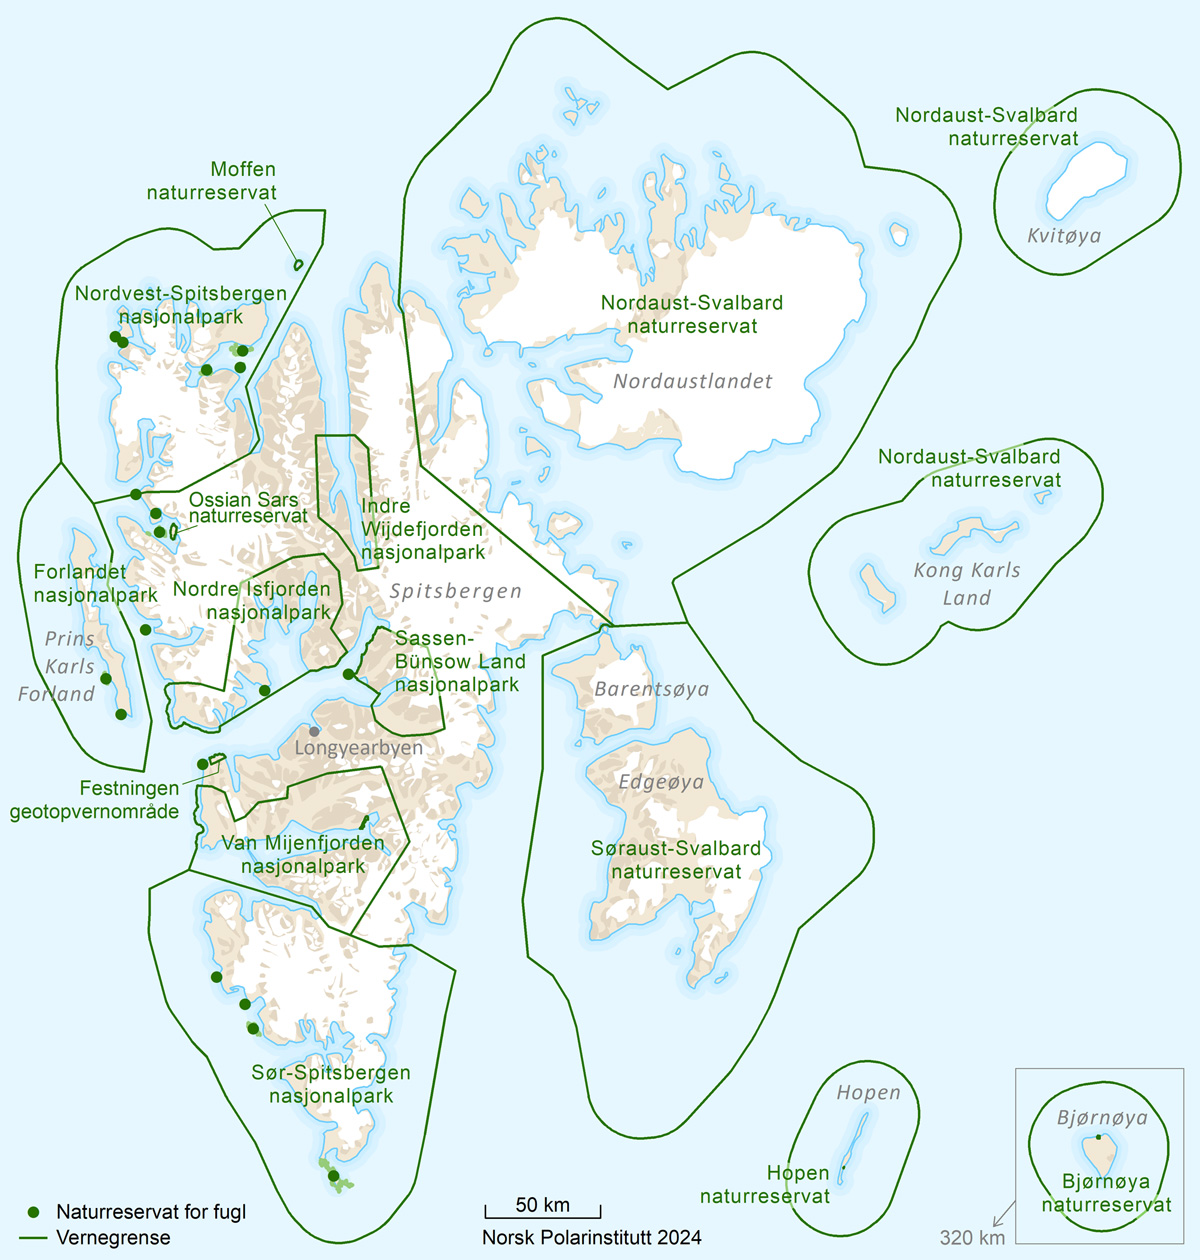 Nordaust-Svalbard
naturreservat
Kvitøya
Moffen
naturreservat
Nordvest-Spitsbergen
nasjonalpark
Nordaust-Svalbard
naturreservat
Nordaustlandet
Nordaust-Svalbard
naturreservat
Kong Karls
Land
Ossian Sars
naturreservat
Indre
Wijdefjorden
nasjonalpark
Forlandet
nasjonalpark
Nordre Isfjorden
nasjonalpark
Spitsbergen
Prins
Karls
Forland
Sassen-
Bünsow Land
nasjonalpark
Barentsøya
Longyearbyen
Edgeøya
Festningen
geotopvernområde
Van Mijenfjorden
nasjonalpark
Søraust-Svalbard
naturreservat
Sør-Spitsbergen
nasjonalpark
Hopen
Hopen
naturreservat
Bjørnøya
Bjørnøya
naturreservat
320 km
Naturreservat for fugl
Vernegrense
50 km
Norsk Polarinstitutt 2024